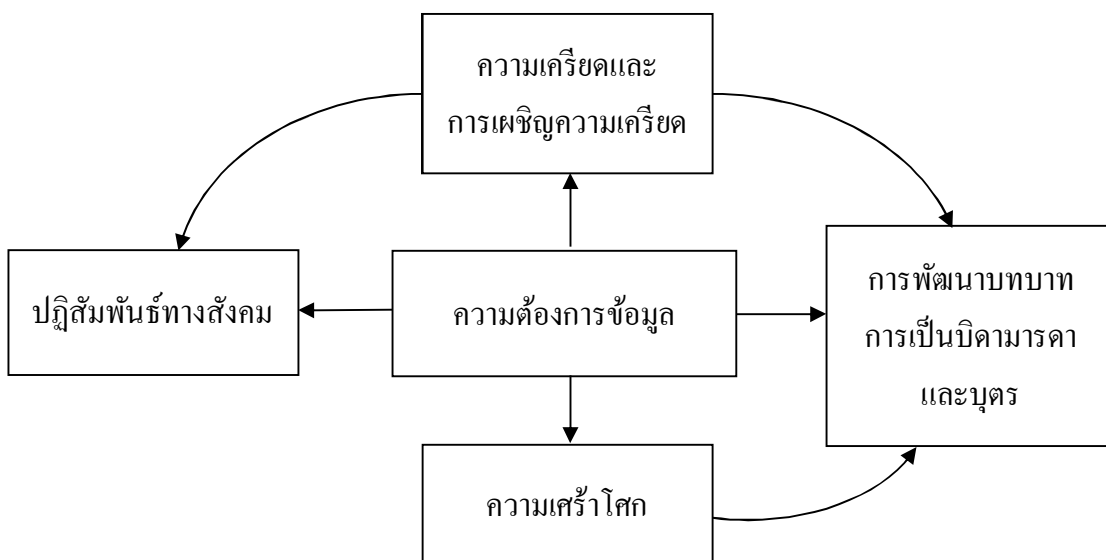 ความเครียดและ
การเผชิญความเครียด
ปฏิสัมพันธ์ทางสังคม
ความต้องการข้อมูล
การพัฒนาบทบาท
การเป็นบิดามารดา
และบุตร
ความเศร้าโศก